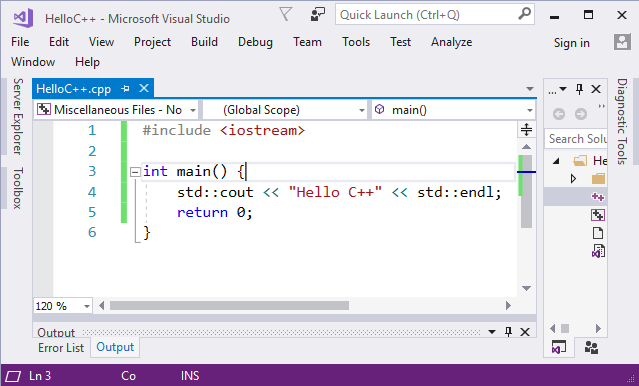 HelloC++ - Microsoft Visual Studio
Quick Launch (Ctrl+Q)
File Edit View Project Build Debug Team Tools Test Analyze Sign in
Window Help
Server Explorer
Toolbox
HelloC++.cpp
Miscellaneous Files - No (Global Scope) main()
1 #include <iostream>
2
3 int main() {
4 std::cout << "Hello C++" << std::endl;
5 return 0;
6 }
120 %
Output
Error List Output
...
Search Solu
He
Diagnostic Tools
Ln 3 Co INS